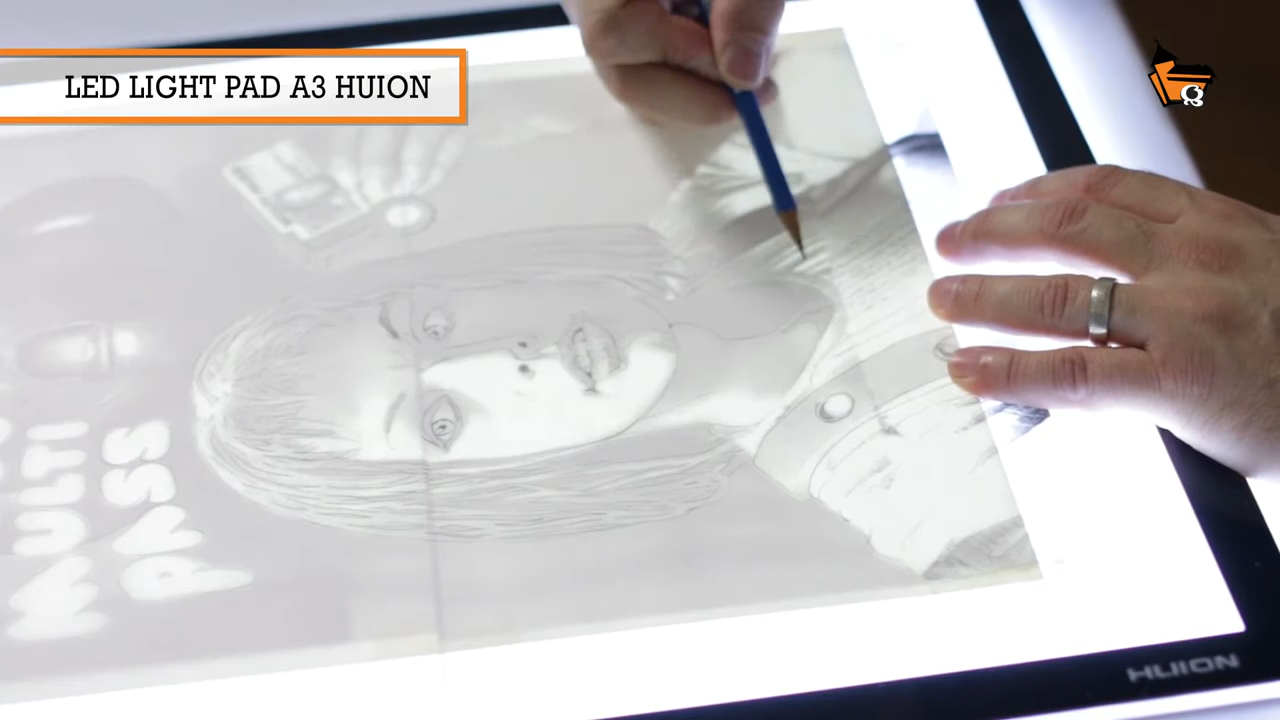 LED LIGHT PAD A3 HUION
g
MULTI
PASS
HUION